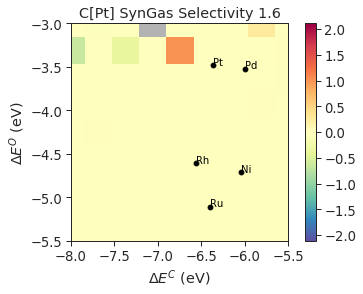 C[Pt] SynGas Selectivity 1.6
−3.0
−3.5
−4.0
−4.5
−5.0
−5.5
ΔE^O (eV)
Pt
Pd
Rh
Ni
Ru
−8.0 −7.5 −7.0 −6.5 −6.0 −5.5
ΔE^C (eV)
2.0
1.5
1.0
0.5
0.0
−0.5
−1.0
−1.5
−2.0